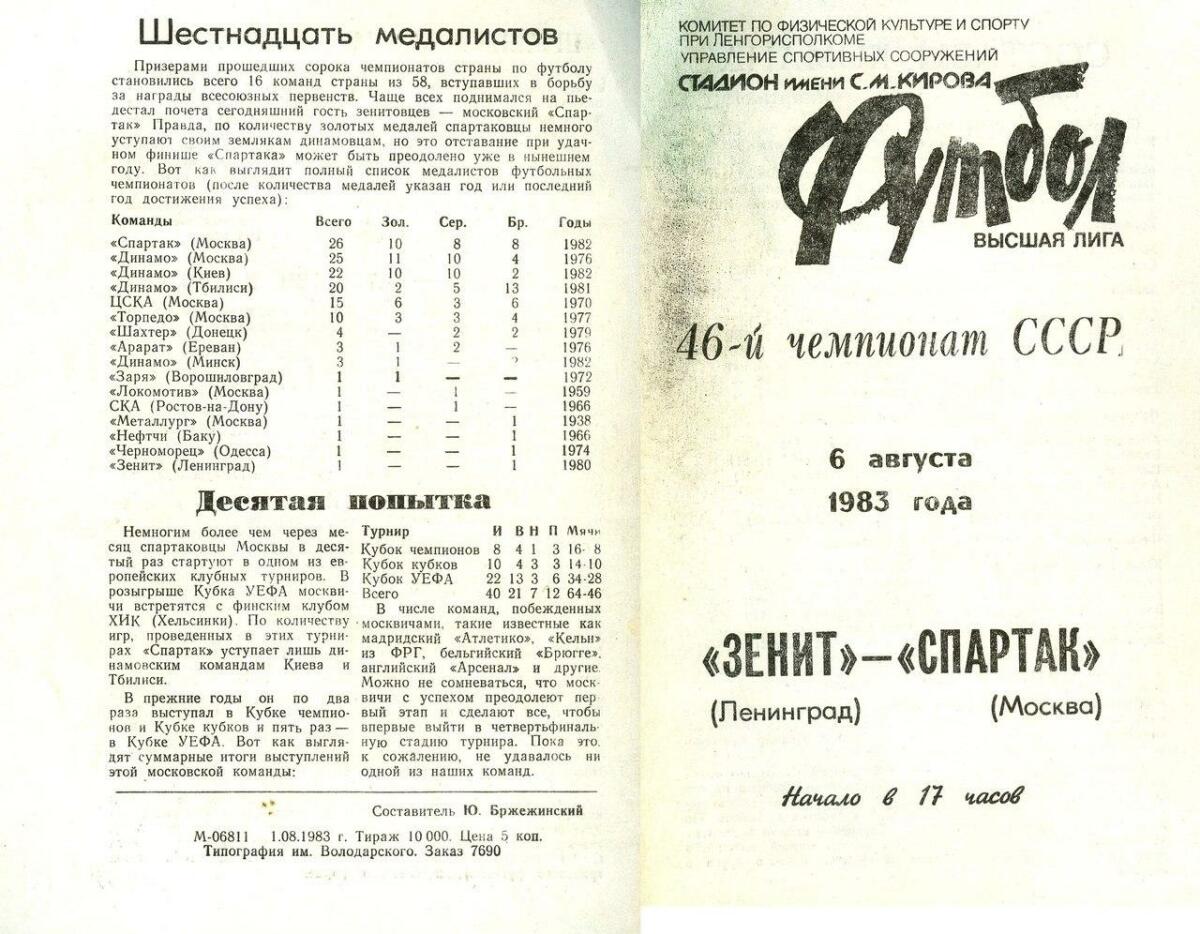 Шестнадцать медалистов
Призерами прошедших сорока чемпионатов страны по футболу
становились всего 16 команд страны из 58, вступавших в борьбу
за награды всесоюзных первенств. Чаще всех поднимался на пье-
дестал почета сегодняшний гость зенитовцев — московский «Спар-
так» Правда, по количеству золотых медалей спартаковцы немного
уступают своим землякам динамовцам, но это отставание при удач-
ном финише «Спартака» может быть преодолено уже в нынешнем
году. Вот как выглядит полный список медалистов футбольных
чемпионатов (после количества медалей указан год или последний
год достижения успеха):
Команды Всего Зол. Сер. Бр. Годы
«Спартак» (Москва) 26 10 8 8 1982
«Динамо» (Москва) 25 11 10 4 1976
«Динамо» (Киев) 22 10 10 2 1982
«Динамо» (Тбилиси) 20 2 5 13 1981
ЦСКА (Москва) 15 6 3 6 1970
«Торпедо» (Москва) 10 3 3 4 1977
«Шахтер» (Донецк) 4 — 2 2 1979
«Арарат» (Ереван) 3 1 2 — 1976
«Динамо» (Минск) 3 1 — 1982
«Заря» (Ворошиловград) 1 1 — — 1972
«Локомотив» (Москва) 1 — 1 — 1959
СКА (Ростов-на-Дону) 1 — 1 — 1966
«Металлург» (Москва) 1 — — 1 1938
«Нефтчи (Баку) 1 — — 1 1966
«Черноморец» (Одесса) 1 — — 1 1974
«Зенит» (Ленинград) 1 — — 1 1980
Десятая попытка
Немногим более чем через ме-
сяц спартаковцы Москвы в деся-
тый раз стартуют в одном из ев-
ропейских клубных турниров. В
розыгрыше Кубка УЕФА москви-
чи встретятся с финским клубом
ХИК (Хельсинки). По количеству
игр, проведенных в этих турни-
рах «Спартак» уступает лишь ди-
намовским командам Киева и
Тбилиси.
В прежние годы он по два
раза выступал в Кубке чемпио-
нов и Кубке кубков и пять раз —
в Кубке УЕФА. Вот как выгля-
дят суммарные итоги выступлений
этой московской команды:
Турнир И В Н П Мячи
Кубок чемпионов 8 4 1 3 16- 8
Кубок кубков 10 4 3 3 14-10
Кубок УЕФА 22 13 3 6 34-28
Всего 40 21 7 12 64-46
В числе команд, побежденных
москвичами, такие известные как
мадридский «Атлетико», «Кельн»
из ФРГ, бельгийский «Брюгге»,
английский «Арсенал» и другие.
Можно не сомневаться, что моск-
вичи с успехом преодолеют пер
вый этап и сделают все, чтобы
впервые выйти в четвертьфиналь-
ную стадию турнира. Пока это,
к сожалению, не удавалось ни
одной из наших команд.
Составитель Ю. Бржежинский
М-06811 1.08.1983 г. Тираж 10 000. Цена 5 коп.
Типография им. Володарского. Заказ 7690
КОМИТЕТ ПО ФИЗИЧЕСКОЙ КУЛЬТУРЕ И СПОРТУ
ПРИ ЛЕНГОРИСПОЛКОМЕ
УПРАВЛЕНИЕ СПОРТИВНЫХ СООРУЖЕНИЙ
СТАДИОН ИМЕНИ С.М.КИРОВА
Футбол
ВЫСШАЯ ЛИГА
46-й чемпионат СССР
6 августа
1983 года
«ЗЕНИТ»—«СПАРТАК»
(Ленинград) (Москва)
Начало в 17 часов